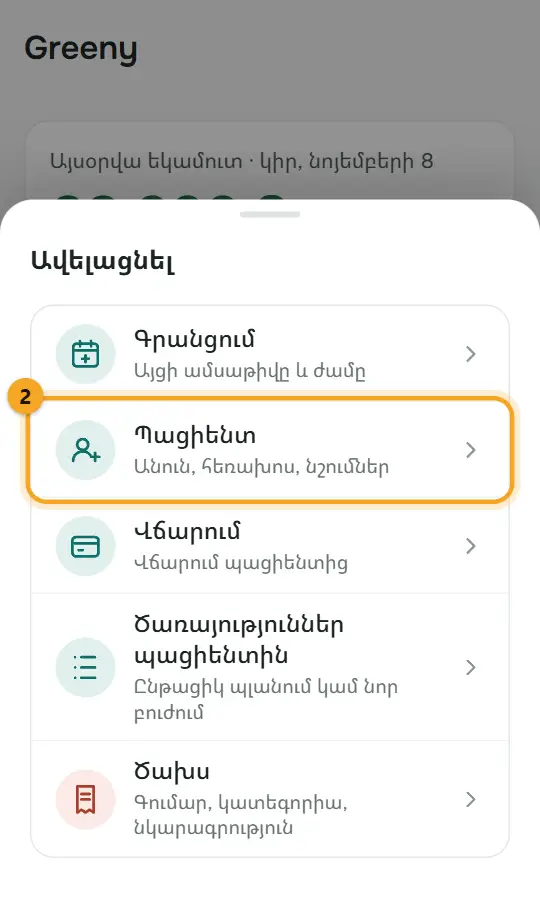 Greeny
Այսօրվա եկամուտ · կիր, նոյեմբերի 8
Ավելացնել
Գրանցում
Այցի ամսաթիվը և ժամը
2
Պացիենտ
Անուն, հեռախոս, նշումներ
Վճարում
Վճարում պացիենտից
Ծառայություններ
պացիենտին
Ընթացիկ պլանում կամ նոր
բուժում
Ծախս
Գումար, կատեգորիա,
նկարագրություն